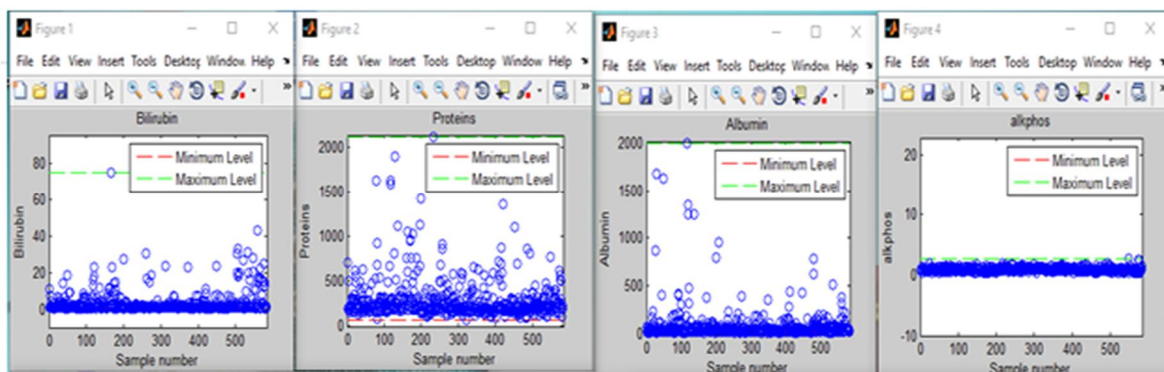 Figure 1
File Edit View Insert Tools Desktop Window Help
Bilirubin
80
60
40
20
0
Bilirubin
Minimum Level
Maximum Level
0 100 200 300 400 500
Sample number
Figure 2
File Edit View Insert Tools Desktop Window Help
Proteins
2000
1500
1000
500
0
Proteins
Minimum Level
Maximum Level
0 100 200 300 400 500
Sample number
Figure 3
File Edit View Insert Tools Desktop Window Help
Albumin
2000
1500
1000
500
0
Albumin
Minimum Level
Maximum Level
0 100 200 300 400 500
Sample number
Figure 4
File Edit View Insert Tools Desktop Window Help
alkphos
20
10
0
-10
alkphos
Minimum Level
Maximum Level
0 100 200 300 400 500
Sample number